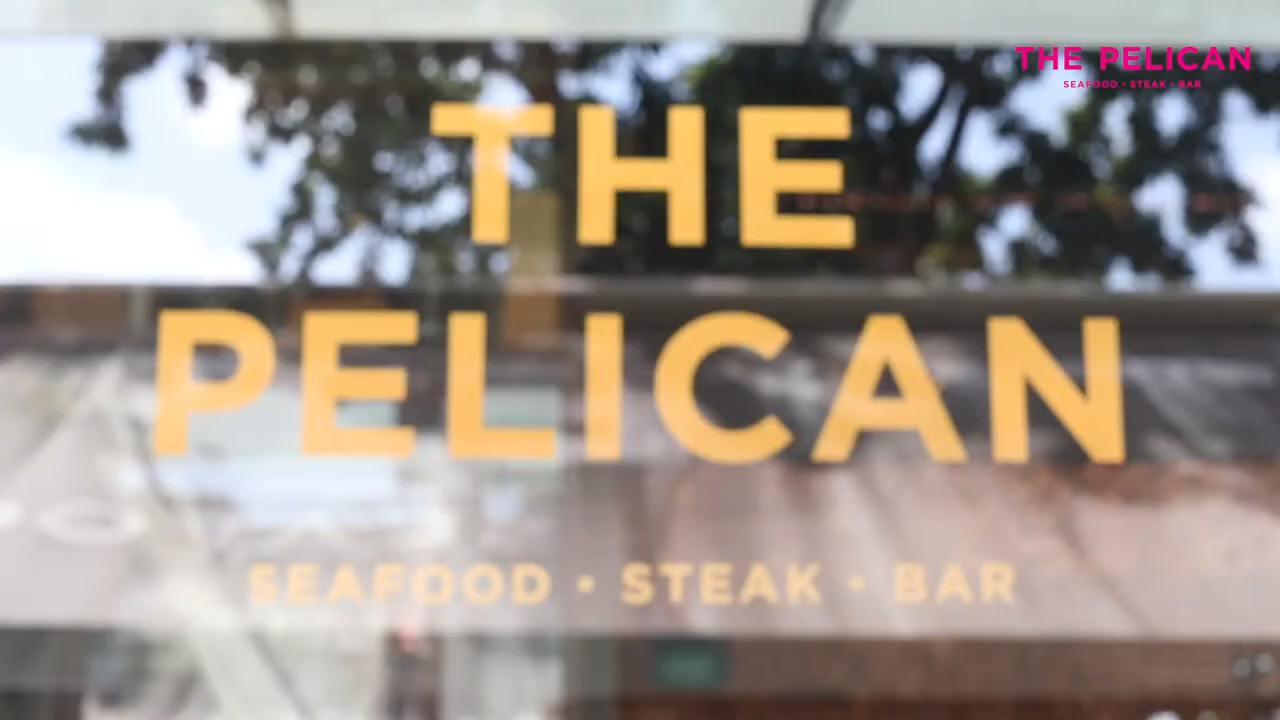 THE PELICAN
SEAFOOD • STEAK • BAR
THE
PELICAN
SEAFOOD • STEAK • BAR